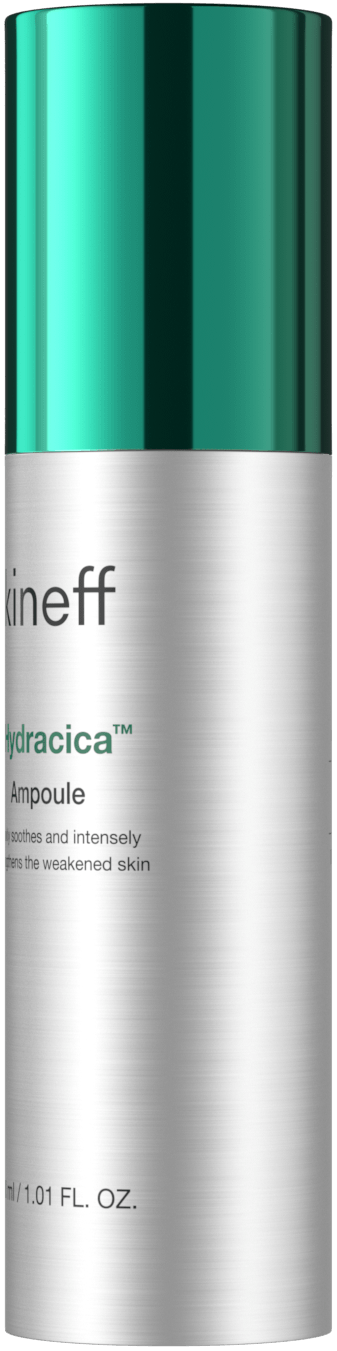 kineff
Hydracica™
Ampoule
soothes and intensely
the weakened skin
ml / 1.01 FL. OZ.